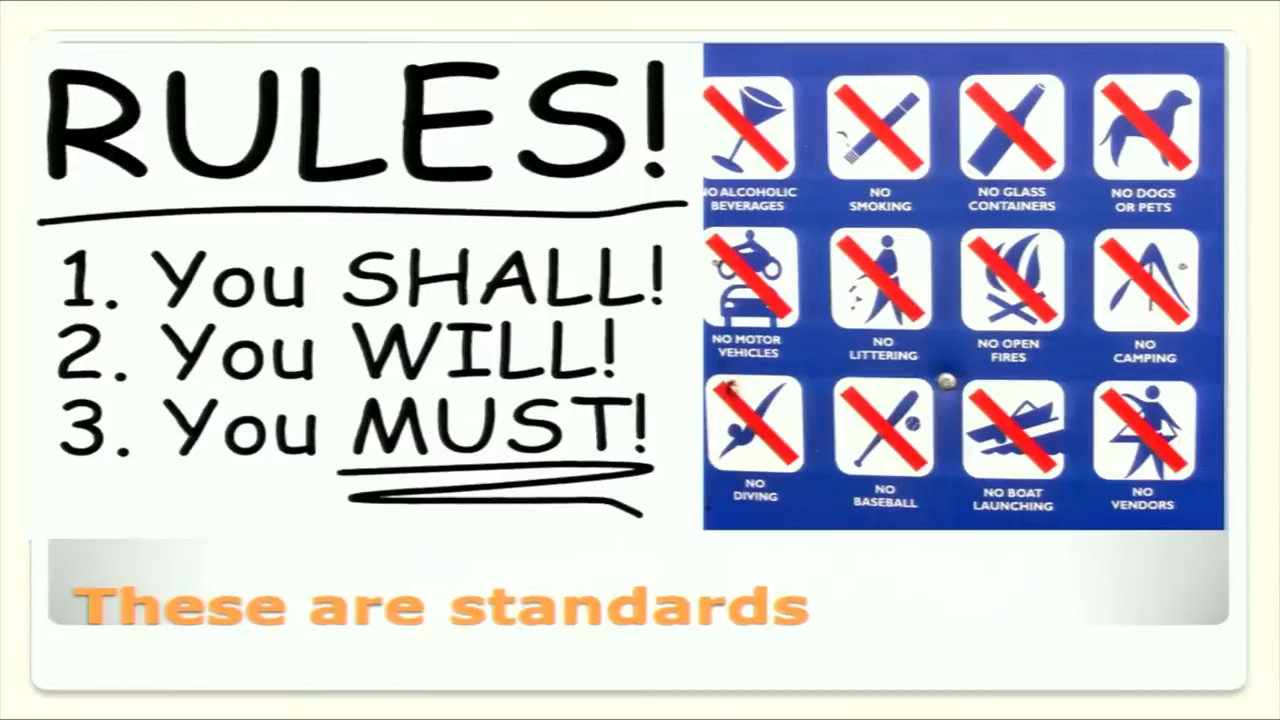 RULES!
1. You SHALL!
2. You WILL!
3. You MUST!
NO ALCOHOLIC
BEVERAGES
NO
SMOKING
NO GLASS
CONTAINERS
NO DOGS
OR PETS
NO MOTOR
VEHICLES
NO
LITTERING
NO OPEN
FIRES
NO
CAMPING
NO
DIVING
NO
BASEBALL
NO BOAT
LAUNCHING
NO
VENDORS
These are standards